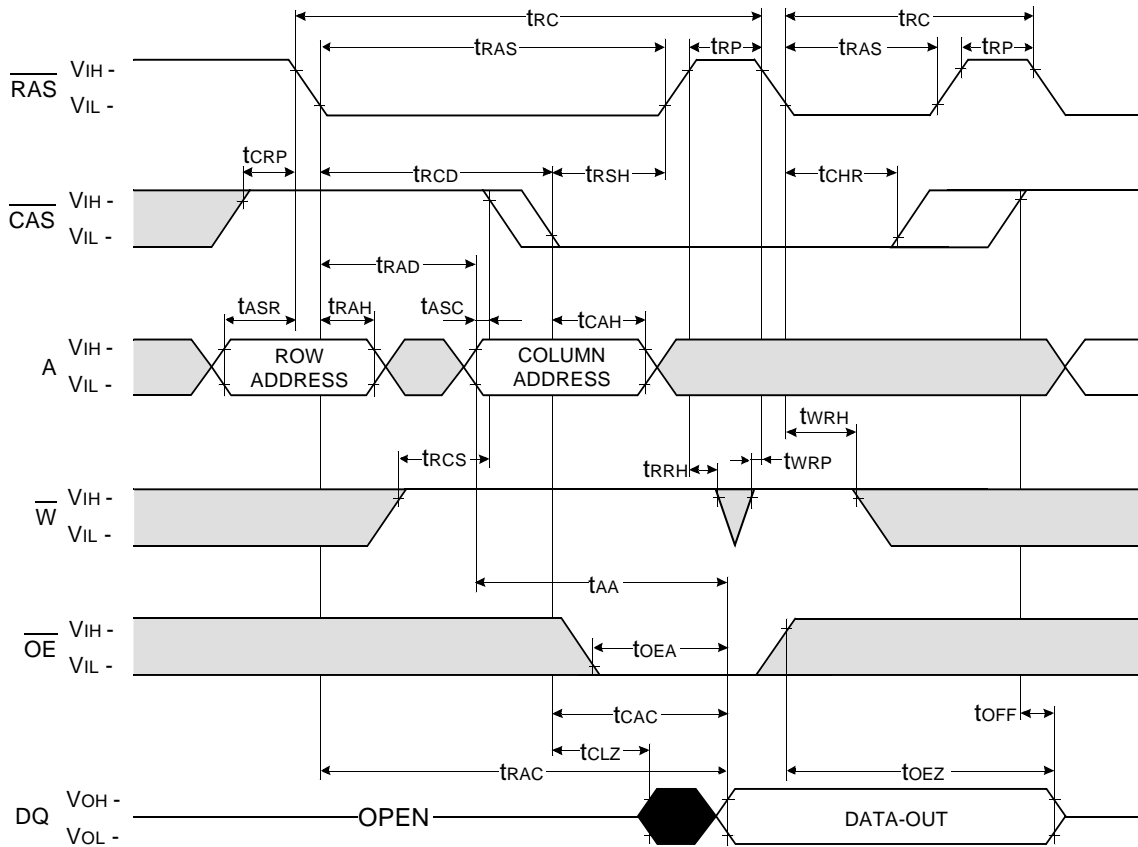 tRC tRC
tRAS tRP tRAS tRP
RAS VIH -
VIL -
tCRP tRCD tRSH tCHR
CAS VIH -
VIL -
tRAD
tASR tRAH tASC tCAH
A VIH -
VIL -
ROW
ADDRESS
COLUMN
ADDRESS
tWRH
tRCS tRRH tWRP
W VIH -
VIL -
tAA
OE VIH -
VIL -
tOEA
tCAC tOFF
tCLZ
tRAC tOEZ
DQ VOH -
VOL -
OPEN DATA-OUT